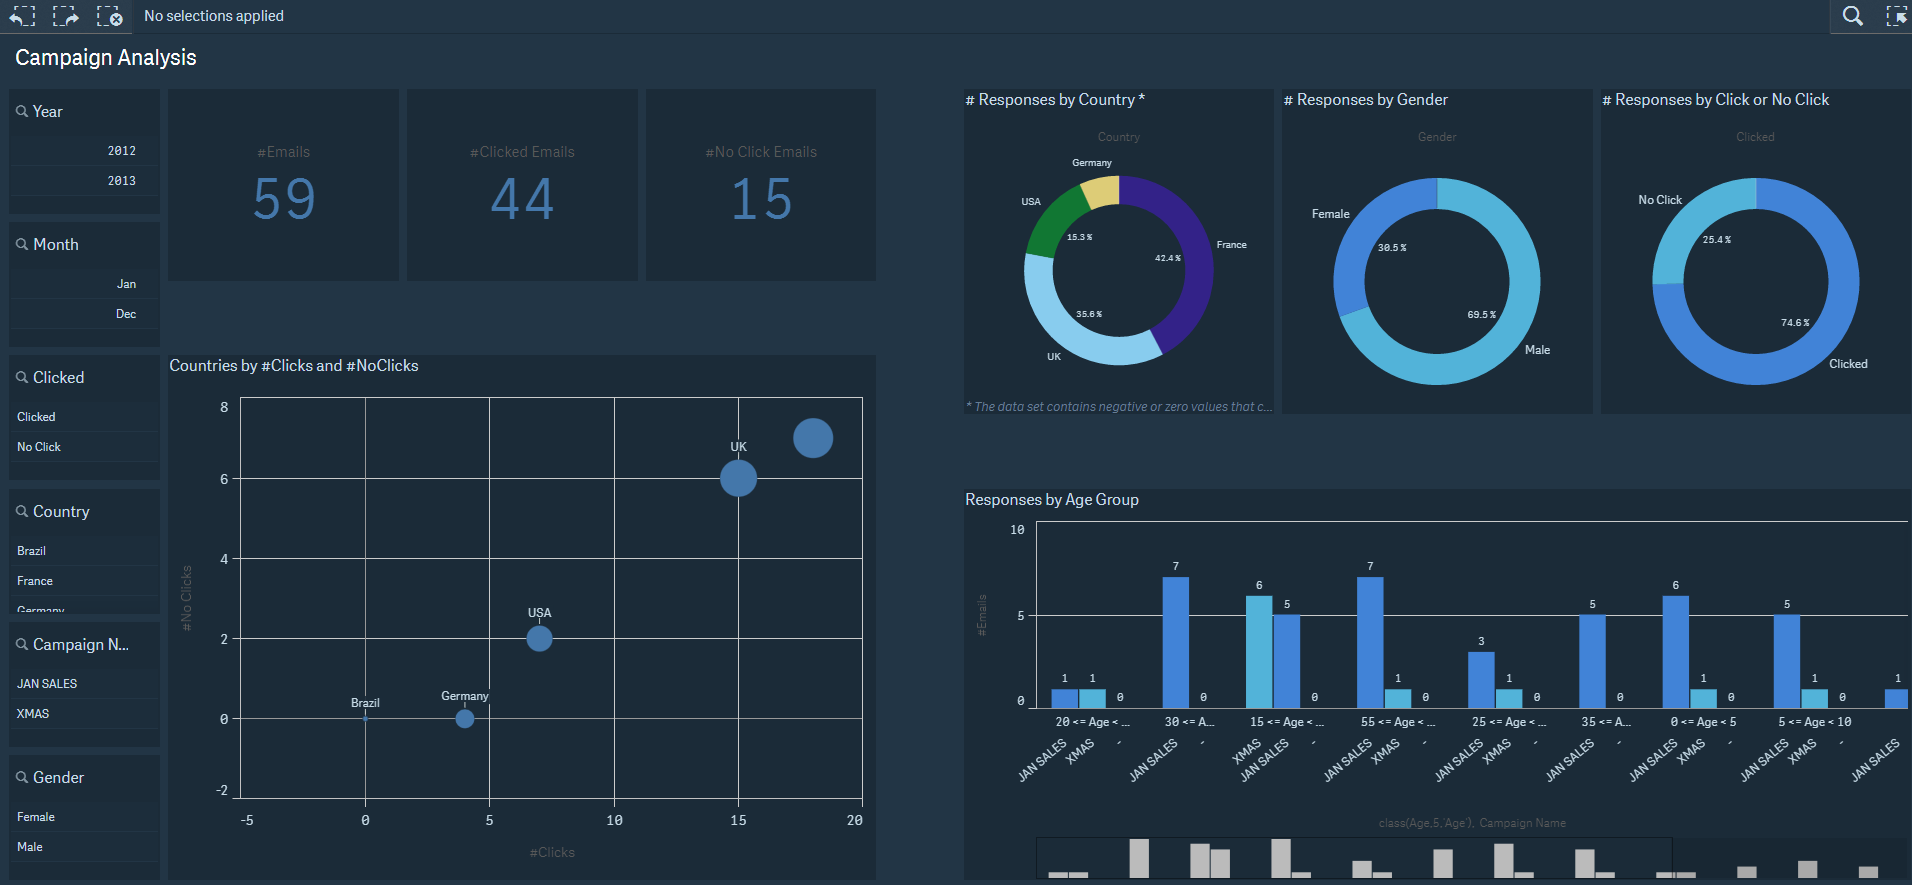 No selections applied
Campaign Analysis
Year
2012
2013
Month
Jan
Dec
Clicked
Clicked
No Click
Country
Brazil
France
Germany
Campaign N...
JAN SALES
XMAS
Gender
Female
Male
#Emails
59
#Clicked Emails
44
#No Click Emails
15
Countries by #Clicks and #NoClicks
#No Clicks
8
6
4
2
0
-2
UK
USA
Brazil
Germany
-5
0
5
10
15
20
#Clicks
# Responses by Country *
Country
Germany
USA
15.3 %
France
42.4 %
35.6 %
UK
* The data set contains negative or zero values that c...
# Responses by Gender
Gender
Female
30.5 %
69.5 %
Male
# Responses by Click or No Click
Clicked
No Click
25.4 %
74.6 %
Clicked
Responses by Age Group
#Emails
10
5
0
1 1 0 7 0 6 5 0 7 1 0 3 1 0 5 0 6 1 0 5 1 0 1
20 <= Age < ... 30 <= A... 15 <= Age < ... 55 <= Age < ... 25 <= Age < ... 35 <= A... 0 <= Age < 5 5 <= Age < 10
JAN SALES XMAS - JAN SALES - XMAS JAN SALES - JAN SALES XMAS - JAN SALES XMAS - JAN SALES - JAN SALES XMAS - JAN SALES XMAS - JAN SALES
class(Age,5,'Age'), Campaign Name